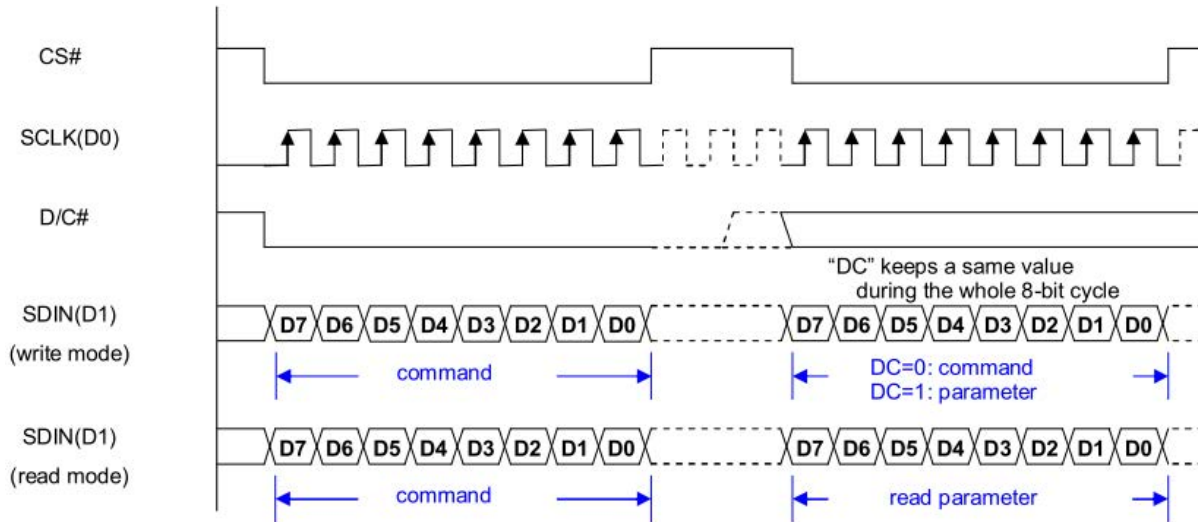 CS#
SCLK(D0)
D/C#
“DC” keeps a same value
during the whole 8-bit cycle
SDIN(D1)
(write mode)
D7 D6 D5 D4 D3 D2 D1 D0 D7 D6 D5 D4 D3 D2 D1 D0
command
DC=0: command
DC=1: parameter
SDIN(D1)
(read mode)
D7 D6 D5 D4 D3 D2 D1 D0 D7 D6 D5 D4 D3 D2 D1 D0
command read parameter